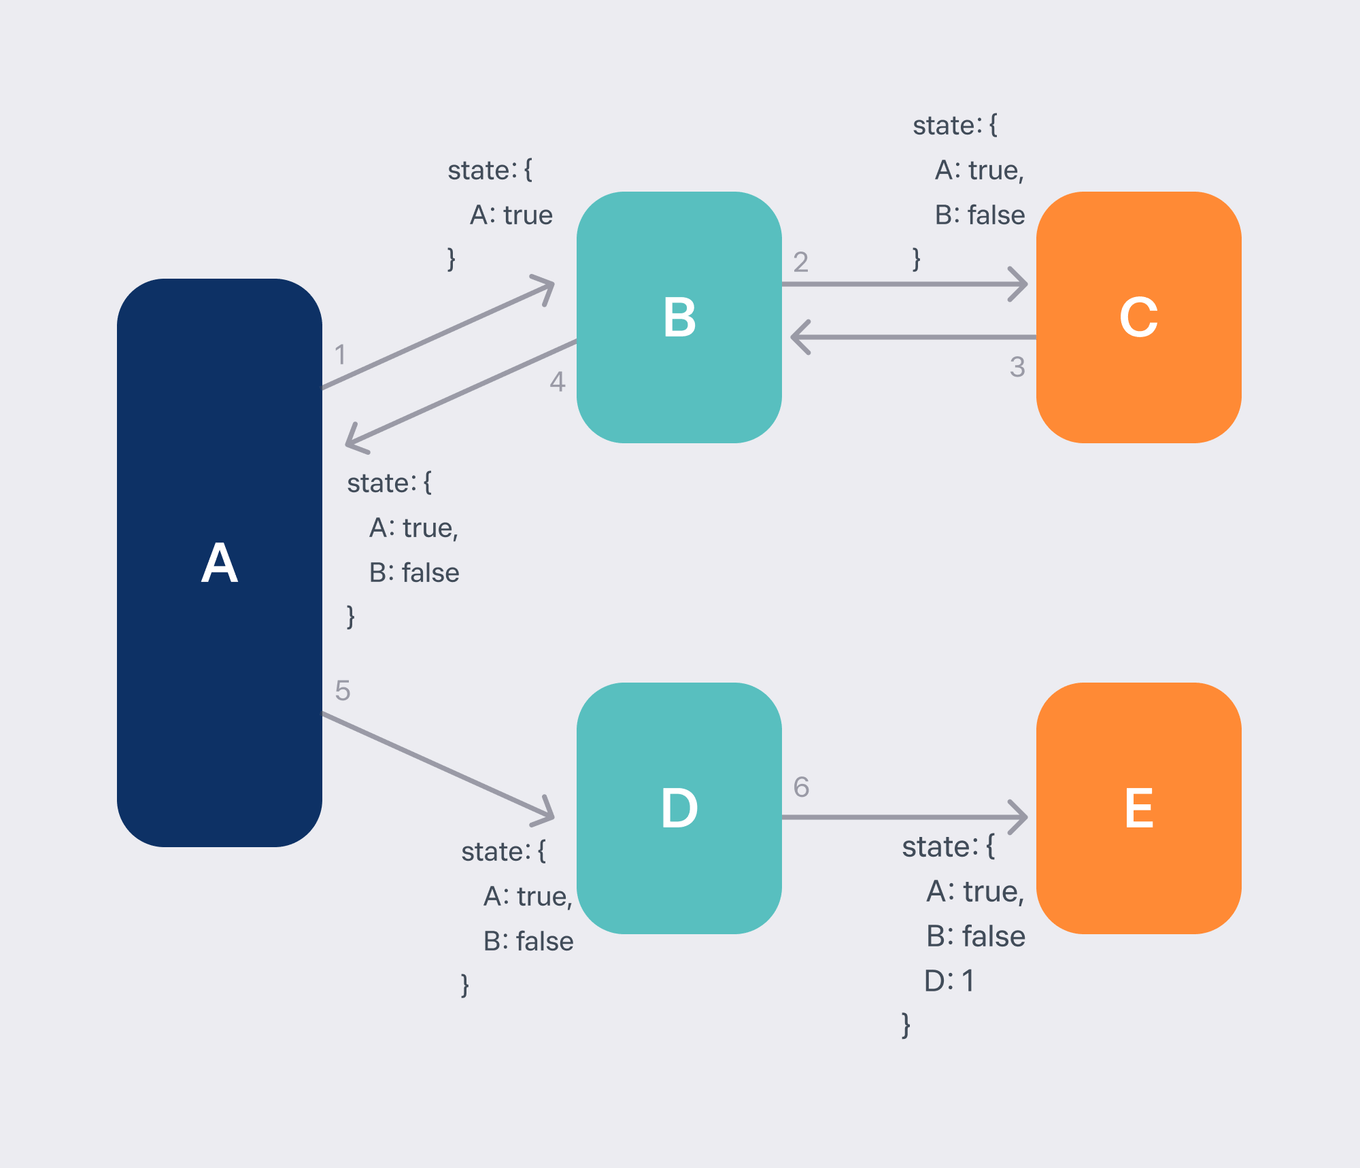 state: {
A: true,
B: false
}
state: {
A: true
}
2
B
C
1
3
4
state: {
A: true,
B: false
}
A
5
6
D
E
state: {
A: true,
B: false
}
state: {
A: true,
B: false
D: 1
}